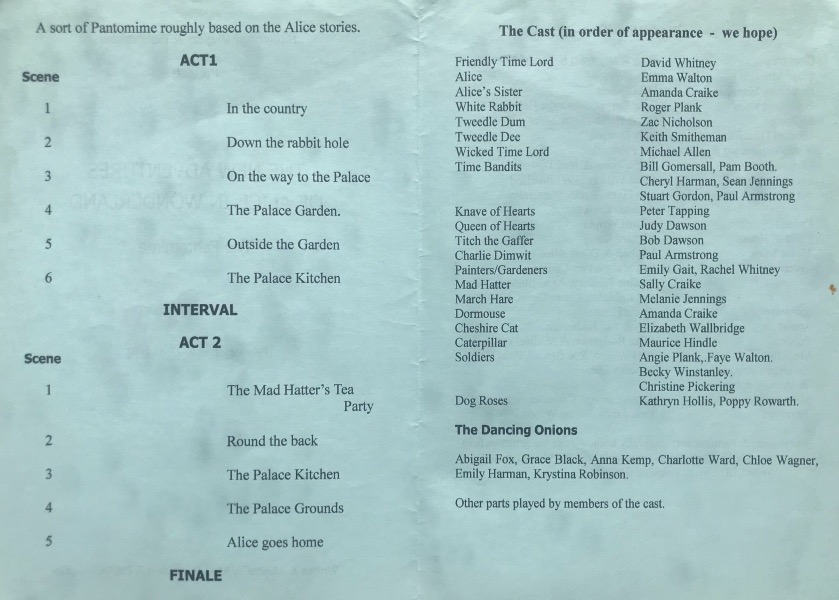 A sort of Pantomime roughly based on the Alice stories.
ACT1
Scene
1 In the country
2 Down the rabbit hole
3 On the way to the Palace
4 The Palace Garden.
5 Outside the Garden
6 The Palace Kitchen
INTERVAL
ACT 2
Scene
1 The Mad Hatter's Tea
Party
2 Round the back
3 The Palace Kitchen
4 The Palace Grounds
5 Alice goes home
FINALE
The Cast (in order of appearance - we hope)
Friendly Time Lord David Whitney
Alice Emma Walton
Alice's Sister Amanda Craike
White Rabbit Roger Plank
Tweedle Dum Zac Nicholson
Tweedle Dee Keith Smitheman
Wicked Time Lord Michael Allen
Time Bandits Bill Gomersall, Pam Booth.
Cheryl Harman, Sean Jennings
Stuart Gordon, Paul Armstrong
Knave of Hearts Peter Tapping
Queen of Hearts Judy Dawson
Titch the Gaffer Bob Dawson
Charlie Dimwit Paul Armstrong
Painters/Gardeners Emily Gait, Rachel Whitney
Mad Hatter Sally Craike
March Hare Melanie Jennings
Dormouse Amanda Craike
Cheshire Cat Elizabeth Wallbridge
Caterpillar Maurice Hindle
Soldiers Angie Plank,.Faye Walton.
Becky Winstanley.
Christine Pickering
Dog Roses Kathryn Hollis, Poppy Rowarth.
The Dancing Onions
Abigail Fox, Grace Black, Anna Kemp, Charlotte Ward, Chloe Wagner,
Emily Harman, Krystina Robinson.
Other parts played by members of the cast.